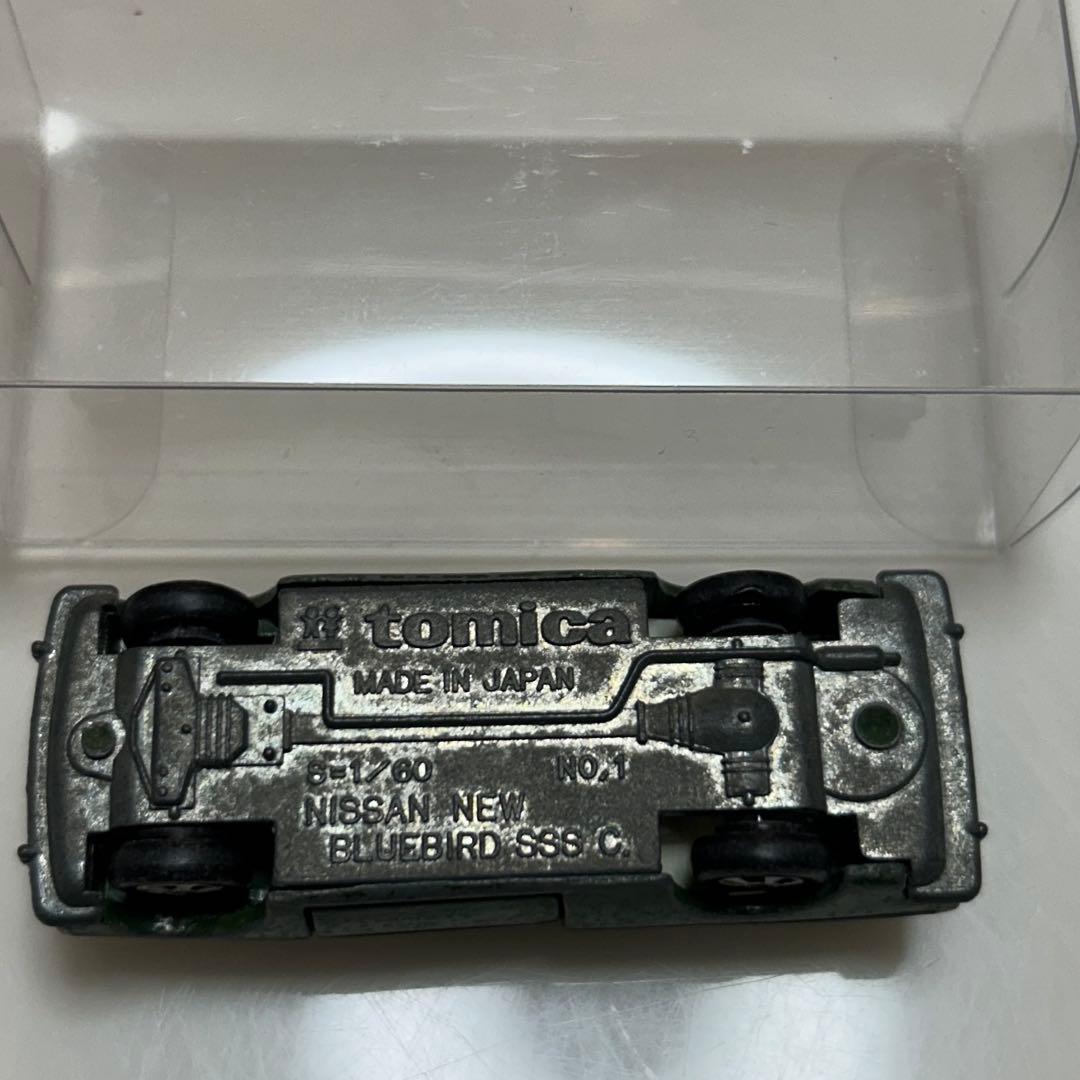 tomica
MADE IN JAPAN
S=1/60 NO.1
NISSAN NEW
BLUEBIRD SSS C.